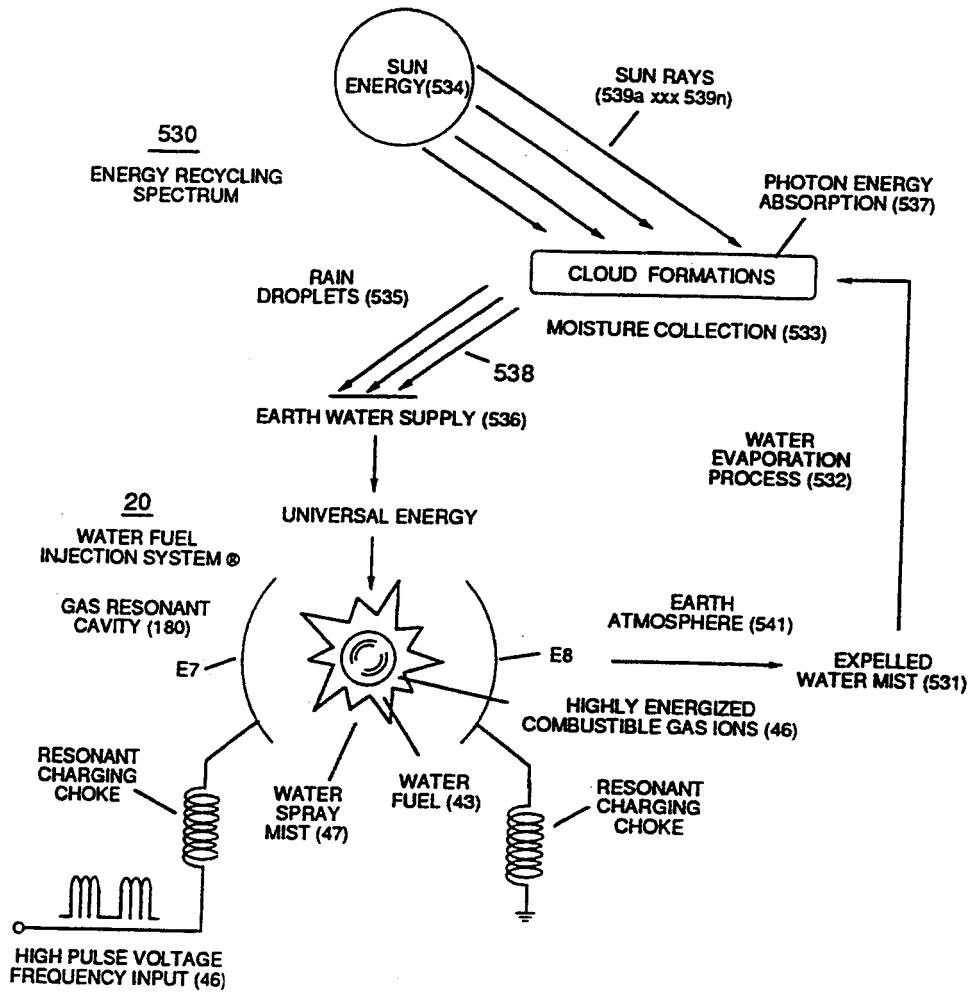 SUN
ENERGY(534)
SUN RAYS
(539a xxx 539n)
530
ENERGY RECYCLING
SPECTRUM
PHOTON ENERGY
ABSORPTION (537)
CLOUD FORMATIONS
RAIN
DROPLETS (535)
MOISTURE COLLECTION (533)
538
EARTH WATER SUPPLY (536)
WATER
EVAPORATION
PROCESS (532)
UNIVERSAL ENERGY
20
WATER FUEL
INJECTION SYSTEM ®
GAS RESONANT
CAVITY (180)
E7
E8
EARTH
ATMOSPHERE (541)
EXPELLED
WATER MIST (531)
HIGHLY ENERGIZED
COMBUSTIBLE GAS IONS (46)
RESONANT
CHARGING
CHOKE
WATER
SPRAY
MIST (47)
WATER
FUEL (43)
RESONANT
CHARGING
CHOKE
HIGH PULSE VOLTAGE
FREQUENCY INPUT (46)